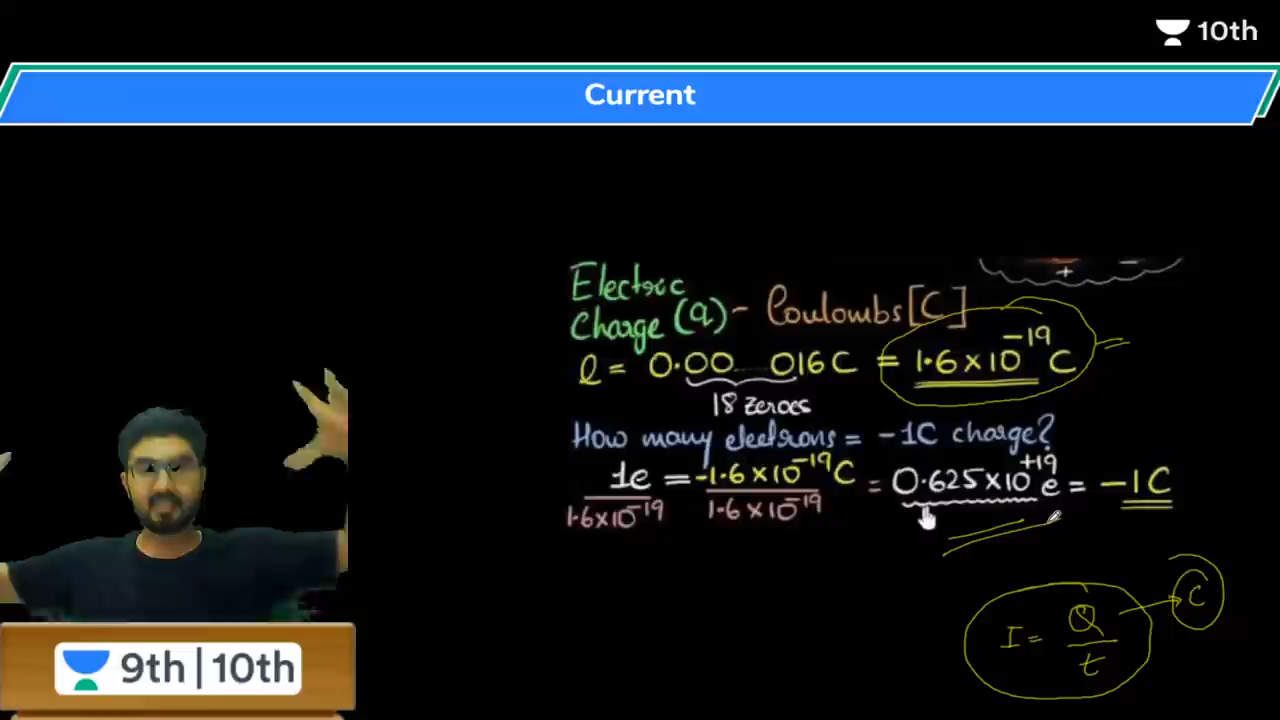 10th
Current
+ -
Electric
Charge (q) - Coulombs [C]
e = 0.00...016 C = 1.6 × 10⁻¹⁹ C
18 zeroes
How many electrons = -1C charge?
1e = -1.6 × 10⁻¹⁹ C = 0.625 × 10⁺¹⁹ e = -1C
1.6 × 10⁻¹⁹ 1.6 × 10⁻¹⁹
I = Q/t → C
9th | 10th